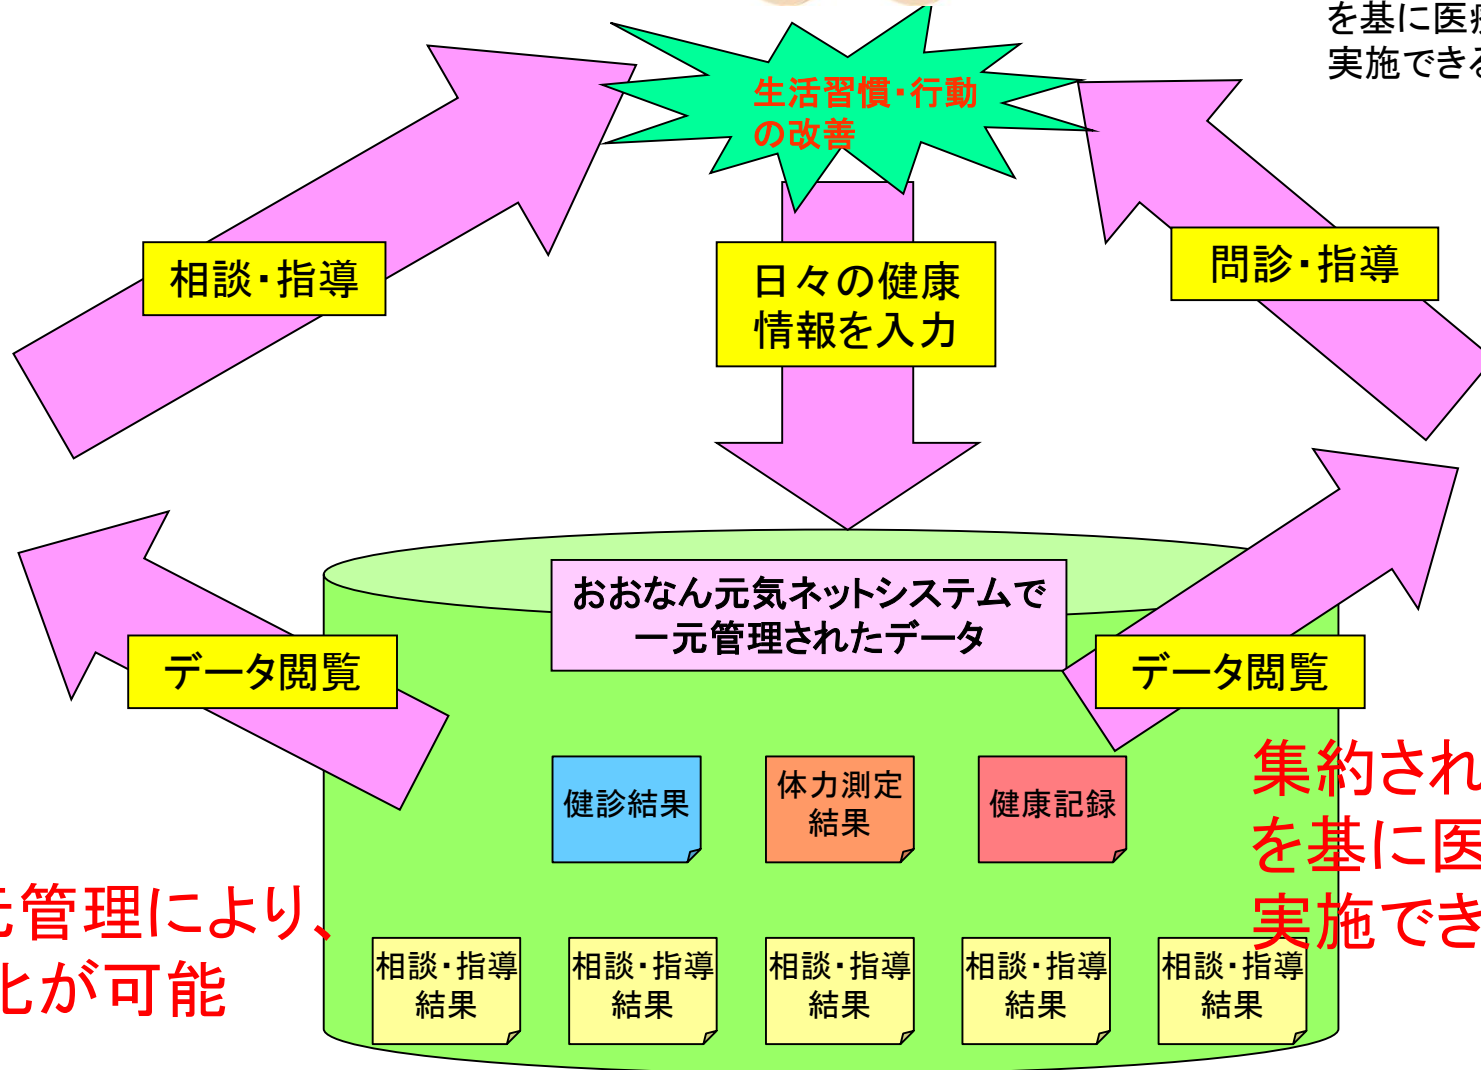 を基に医療
実施できる
生活習慣・行動
の改善
相談・指導
日々の健康
情報を入力
問診・指導
おおなん元気ネットシステムで
一元管理されたデータ
データ閲覧
データ閲覧
健診結果
体力測定
結果
健康記録
集約され
を基に医
実施でき
元管理により、
とが可能
相談・指導
結果
相談・指導
結果
相談・指導
結果
相談・指導
結果
相談・指導
結果